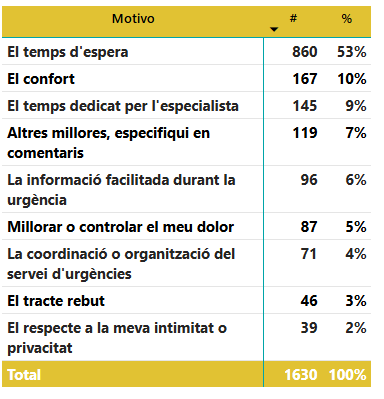 Motivo # %
El temps d'espera 860 53%
El confort 167 10%
El temps dedicat per l'especialista 145 9%
Altres millores, especifiqui en 119 7%
comentaris
La informació facilitada durant la 96 6%
urgència
Millorar o controlar el meu dolor 87 5%
La coordinació o organització del 71 4%
servei d'urgències
El tracte rebut 46 3%
El respecte a la meva intimitat o 39 2%
privacitat
Total 1630 100%